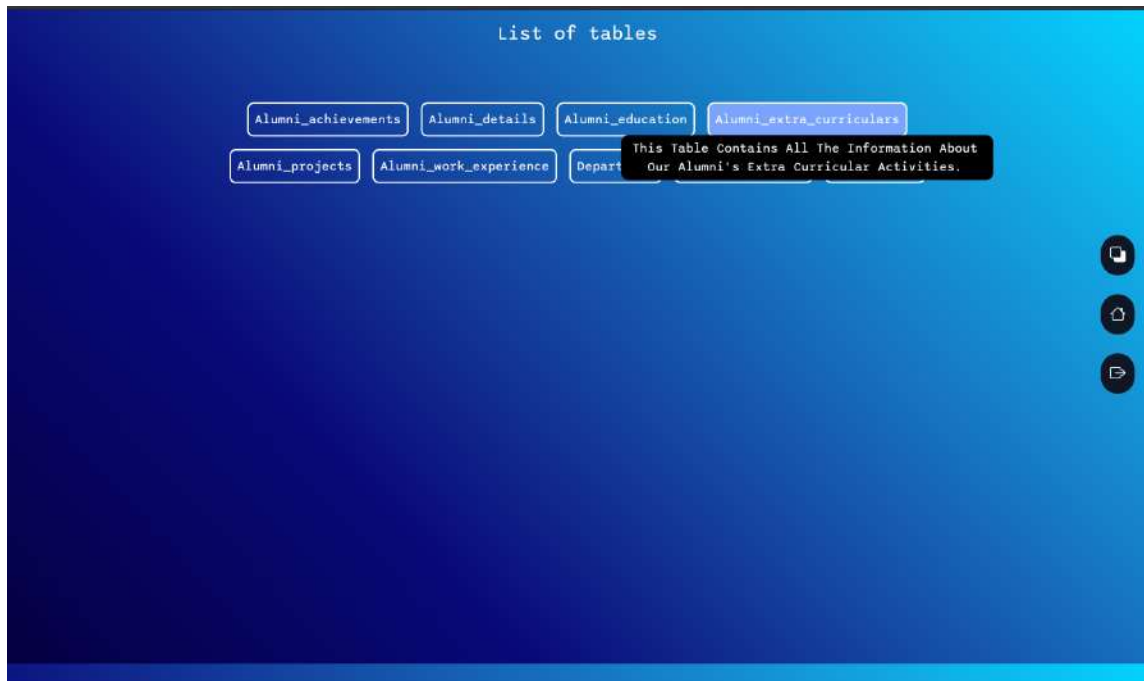 List of tables
Alumni_achievements Alumni_details Alumni_education Alumni_extra_curriculars
This Table Contains All The Information About
Our Alumni's Extra Curricular Activities.
Alumni_projects Alumni_work_experience